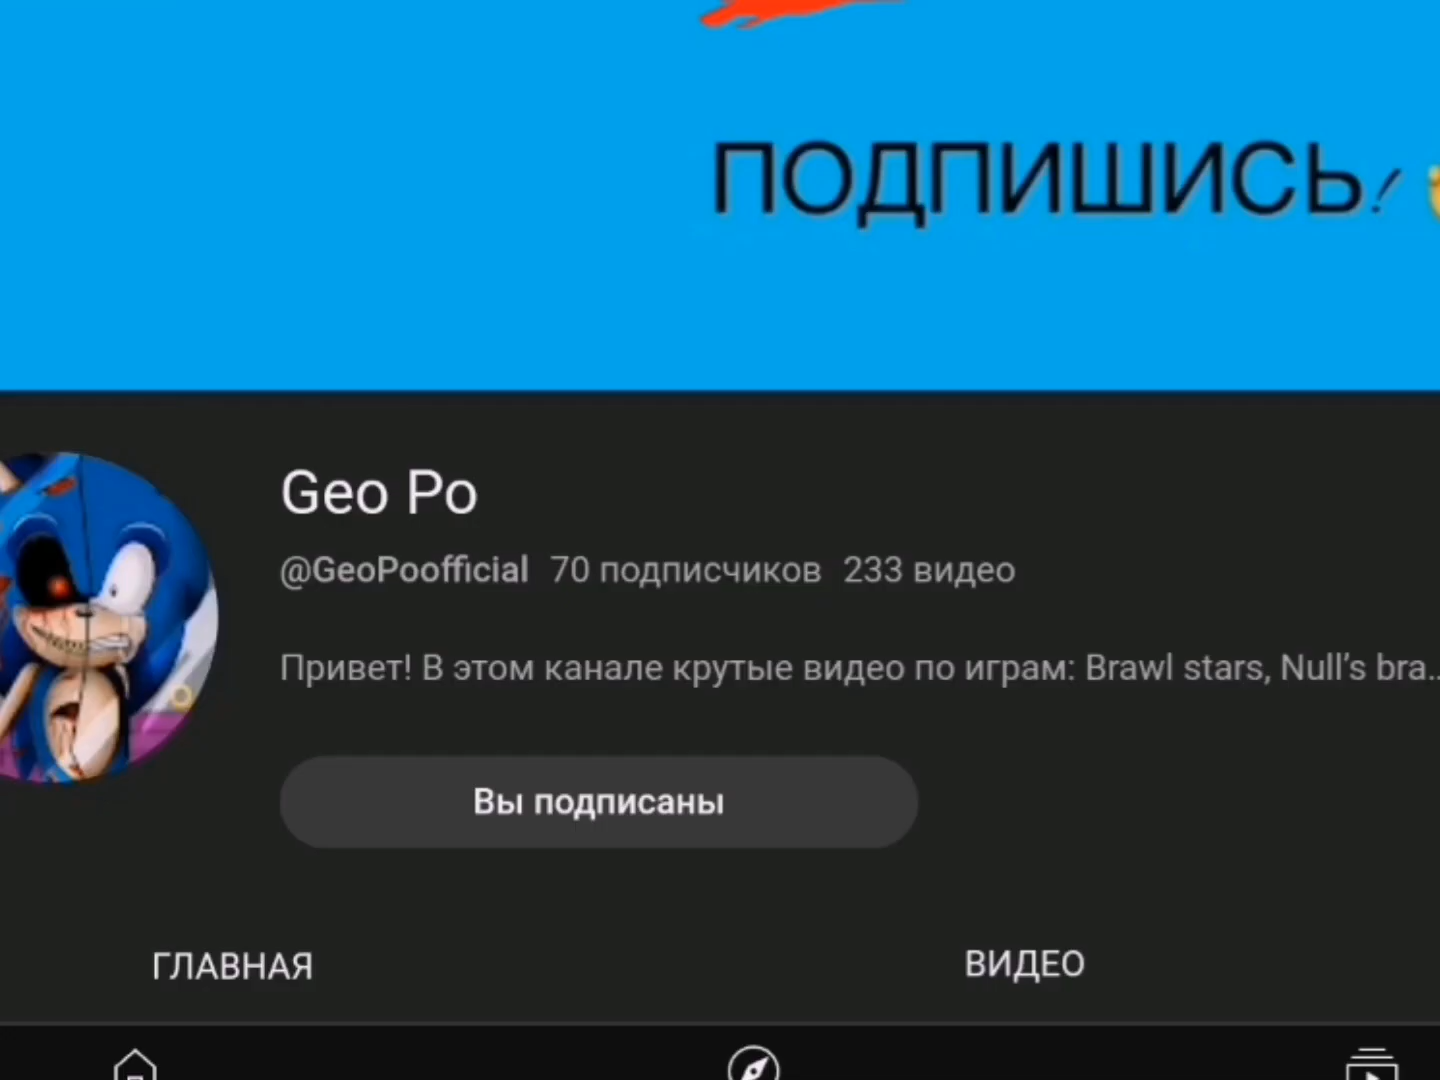 ПОДПИШИСЬ!
Geo Po
@GeoPoofficial 70 подписчиков 233 видео
Привет! В этом канале крутые видео по играм: Brawl stars, Null’s bra...
Вы подписаны
ГЛАВНАЯ ВИДЕО